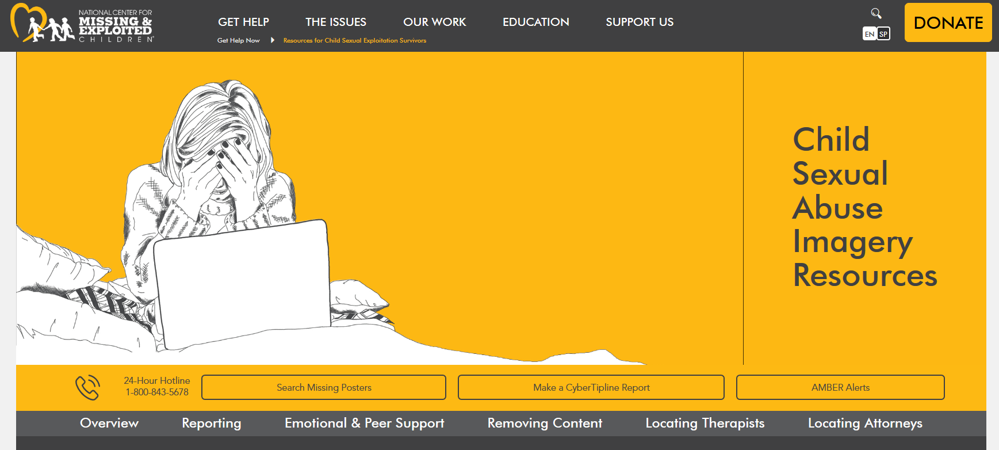 NATIONAL CENTER FOR
MISSING &
EXPLOITED
CHILDREN®
GET HELP
THE ISSUES
OUR WORK
EDUCATION
SUPPORT US
Get Help Now
Resources for Child Sexual Exploitation Survivors
EN
SP
DONATE
Child
Sexual
Abuse
Imagery
Resources
24-Hour Hotline
1-800-843-5678
Search Missing Posters
Make a CyberTipline Report
AMBER Alerts
Overview
Reporting
Emotional & Peer Support
Removing Content
Locating Therapists
Locating Attorneys